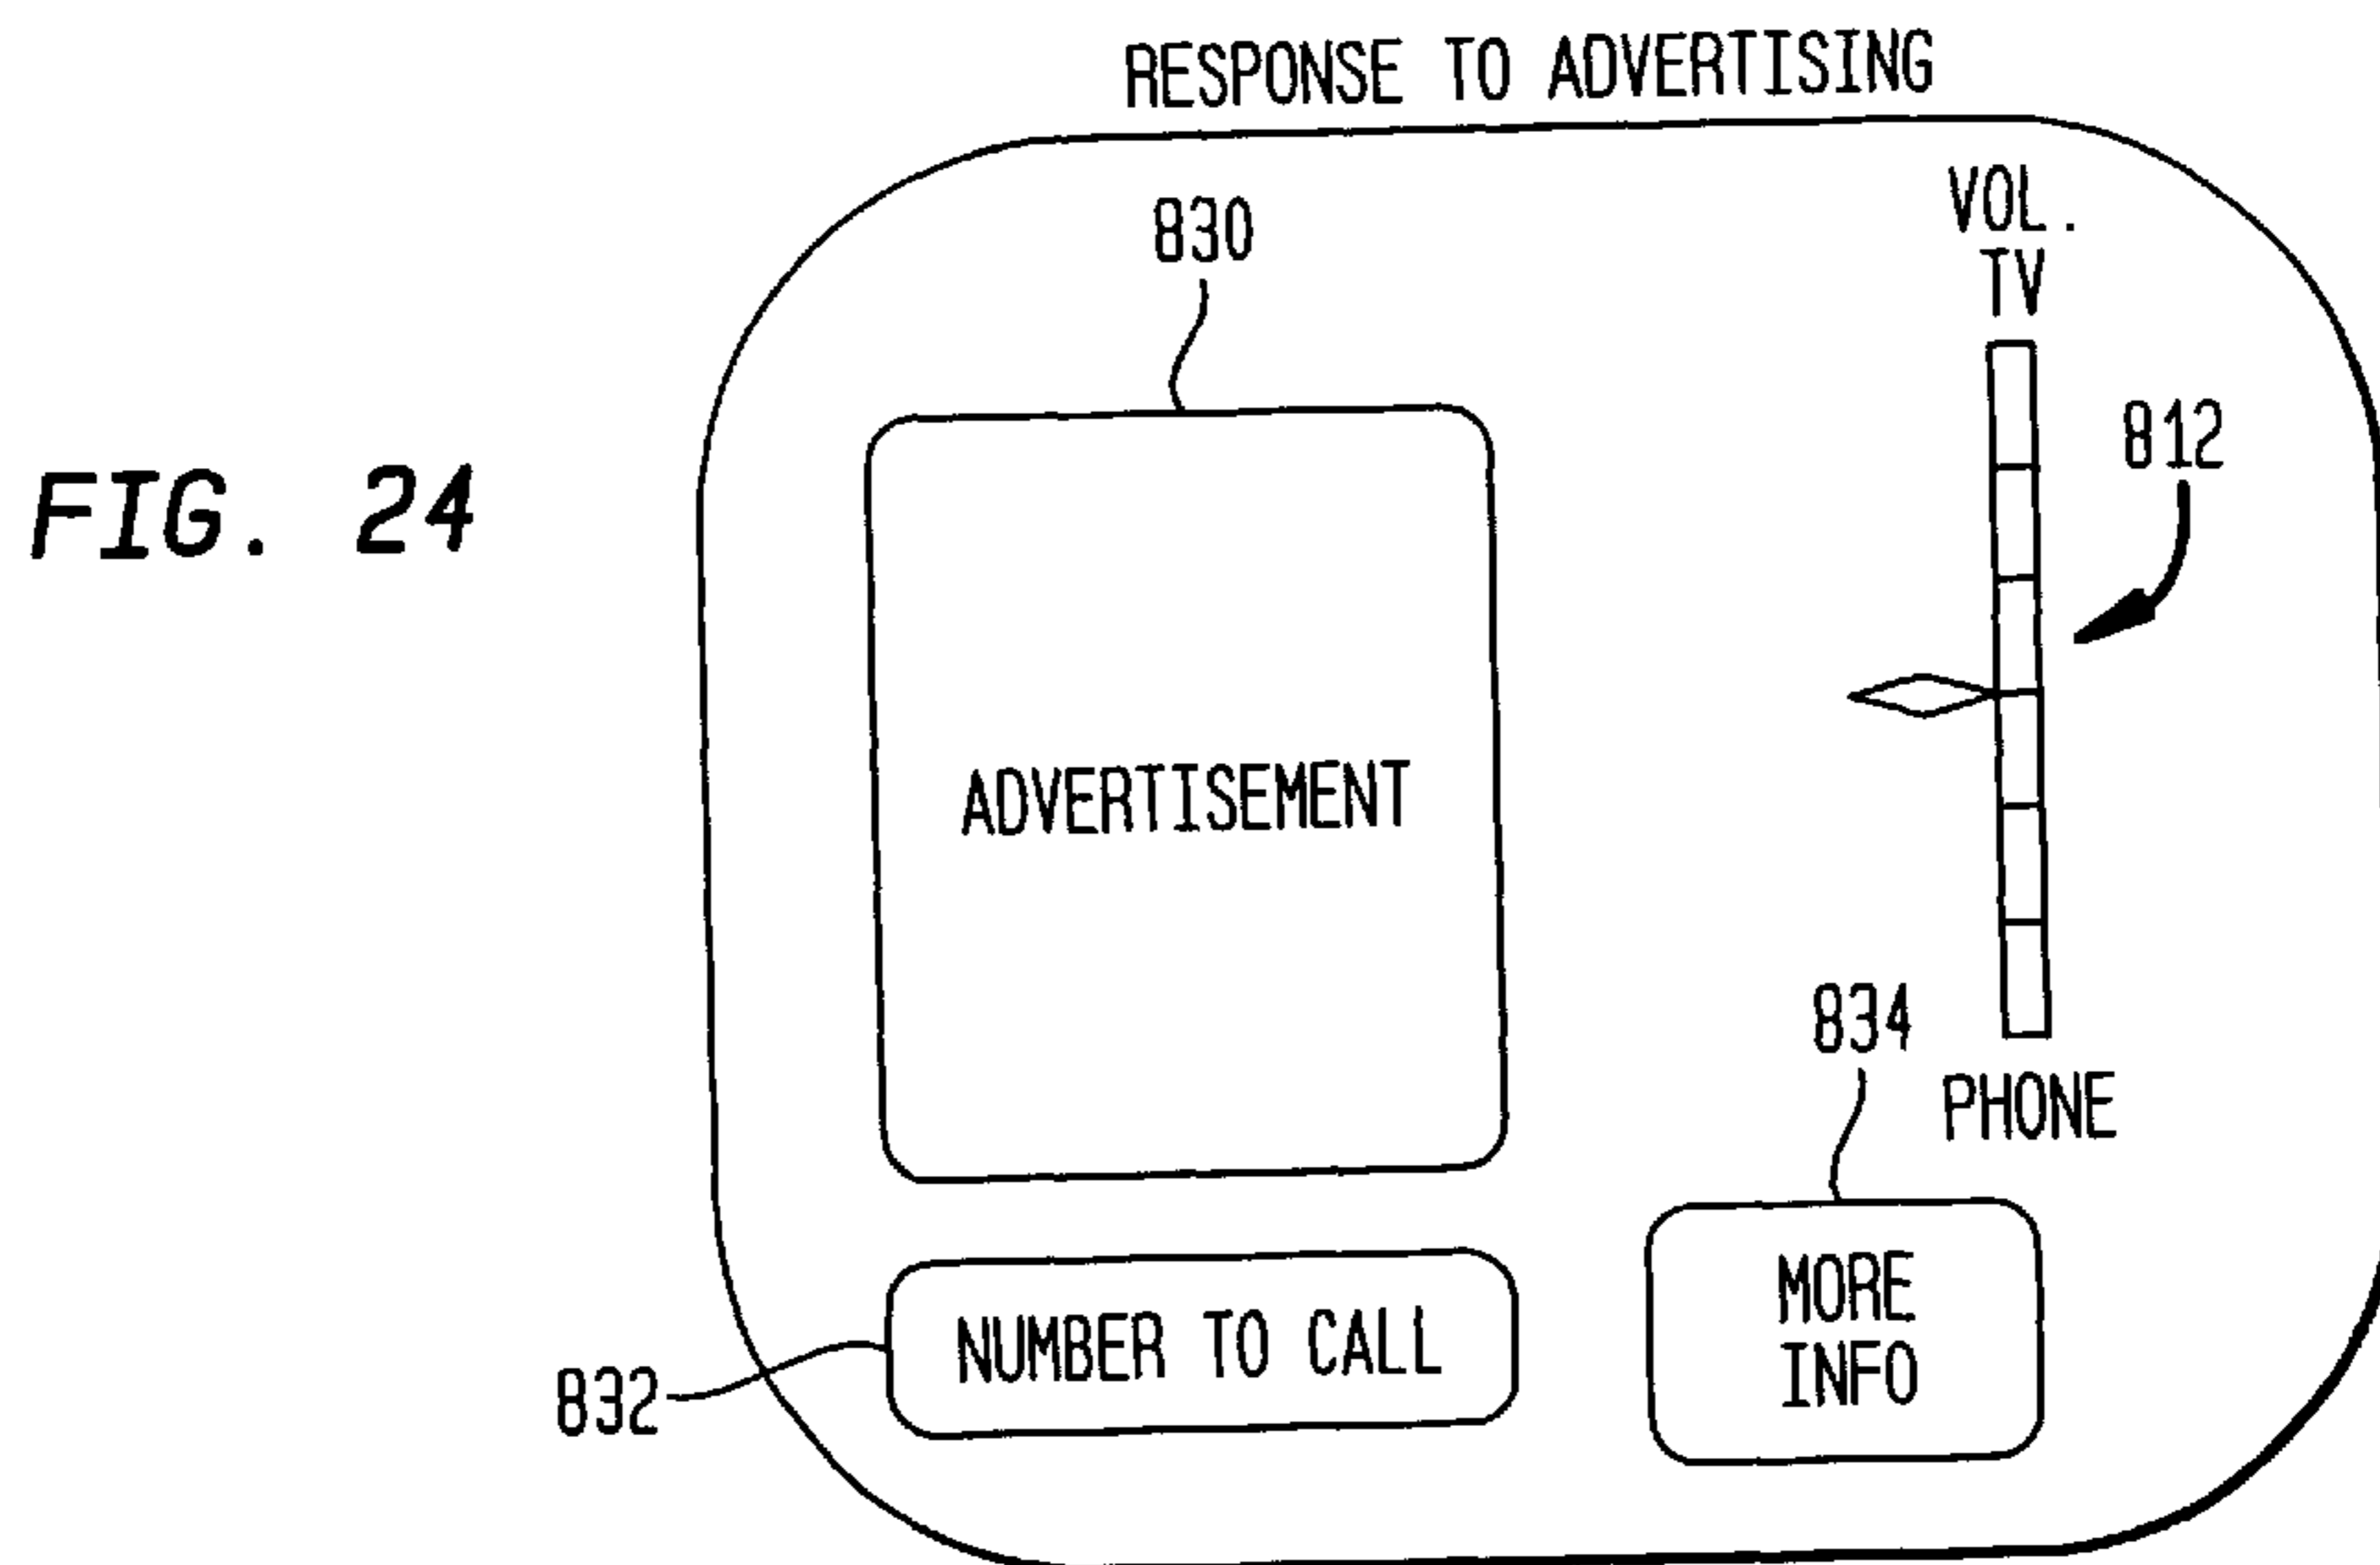 RESPONSE TO ADVERTISING
FIG. 24
830
VOL.
TV
812
ADVERTISEMENT
834
PHONE
832
NUMBER TO CALL
MORE
INFO